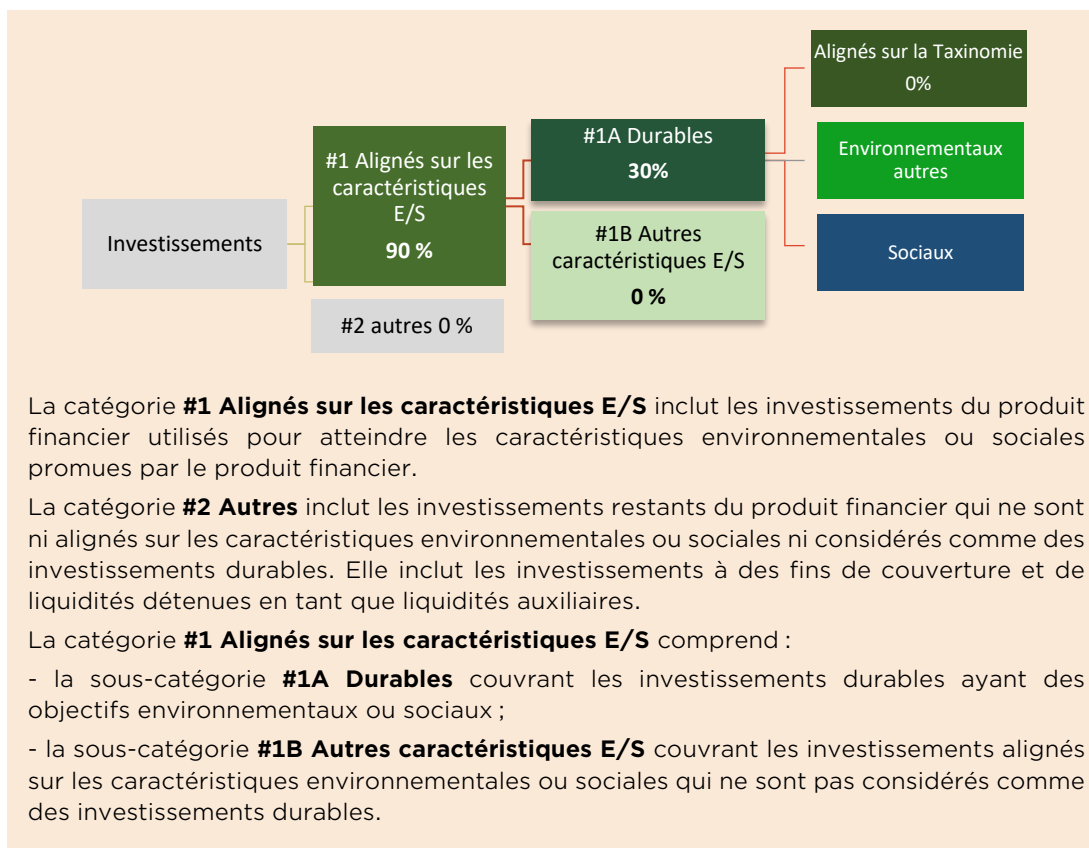 Alignés sur la Taxinomie
0%
#1A Durables
30%
#1 Alignés sur les
caractéristiques
E/S
90 %
Environnementaux
autres
Investissements
#1B Autres
caractéristiques E/S
0 %
Sociaux
#2 autres 0 %
La catégorie #1 Alignés sur les caractéristiques E/S inclut les investissements du produit
financier utilisés pour atteindre les caractéristiques environnementales ou sociales
promues par le produit financier.
La catégorie #2 Autres inclut les investissements restants du produit financier qui ne sont
ni alignés sur les caractéristiques environnementales ou sociales ni considérés comme des
investissements durables. Elle inclut les investissements à des fins de couverture et de
liquidités détenues en tant que liquidités auxiliaires.
La catégorie #1 Alignés sur les caractéristiques E/S comprend :
- la sous-catégorie #1A Durables couvrant les investissements durables ayant des
objectifs environnementaux ou sociaux ;
- la sous-catégorie #1B Autres caractéristiques E/S couvrant les investissements alignés
sur les caractéristiques environnementales ou sociales qui ne sont pas considérés comme
des investissements durables.